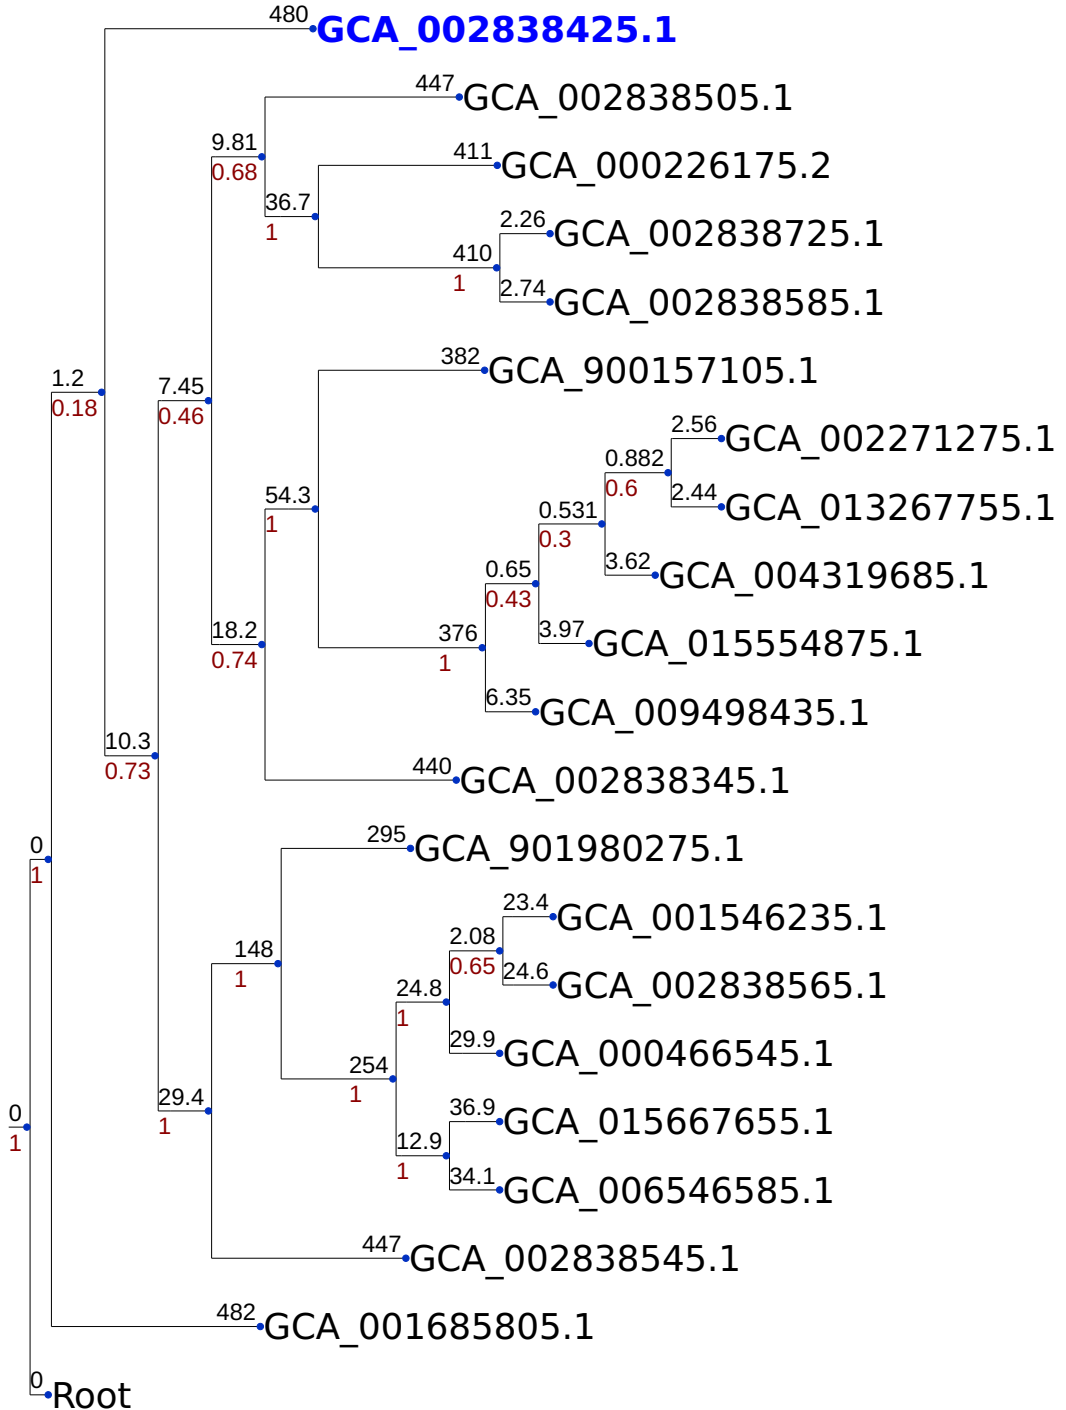 480 GCA_002838425.1
447 GCA_002838505.1
9.81
0.68
411 GCA_000226175.2
36.7
1
2.26 GCA_002838725.1
410
1
2.74 GCA_002838585.1
382 GCA_900157105.1
1.2
0.18
7.45
0.46
2.56 GCA_002271275.1
0.882
0.6
2.44 GCA_013267755.1
54.3
1
0.531
0.3
3.62 GCA_004319685.1
0.65
0.43
3.97 GCA_015554875.1
18.2
0.74
376
1
6.35 GCA_009498435.1
10.3
0.73
440 GCA_002838345.1
295 GCA_901980275.1
0
1
23.4 GCA_001546235.1
2.08
0.65
148
1
24.6 GCA_002838565.1
24.8
1
29.9 GCA_000466545.1
254
1
29.4
1
36.9 GCA_015667655.1
0
1
12.9
1
34.1 GCA_006546585.1
447 GCA_002838545.1
482 GCA_001685805.1
0 Root